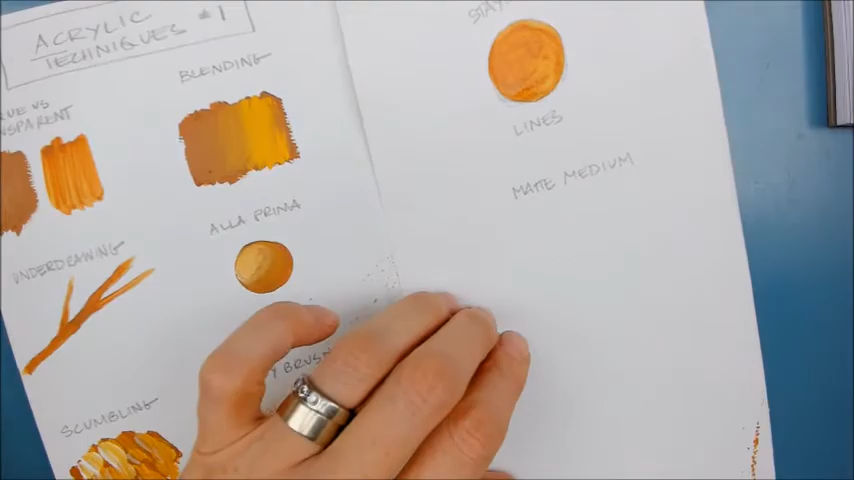 ACRYLIC
TECHNIQUES #1
BLENDING
ALLA PRIMA
UNDERDRAWING
SCUMBLING
LINES
MATTE MEDIUM